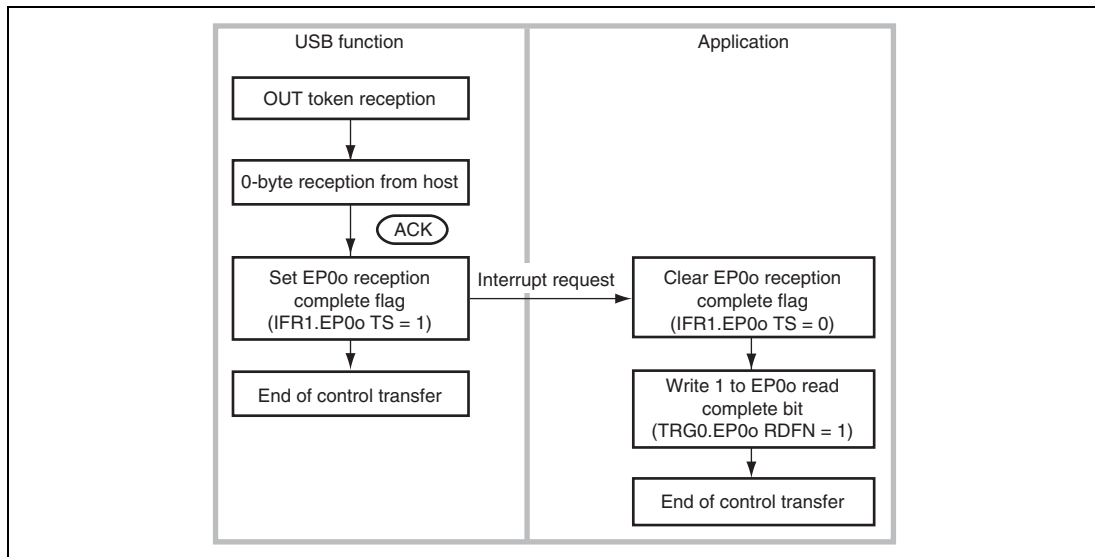 USB function
Application
OUT token reception
0-byte reception from host
ACK
Set EP0o reception
complete flag
(IFR1.EP0o TS = 1)
Interrupt request
Clear EP0o reception
complete flag
(IFR1.EP0o TS = 0)
End of control transfer
Write 1 to EP0o read
complete bit
(TRG0.EP0o RDFN = 1)
End of control transfer